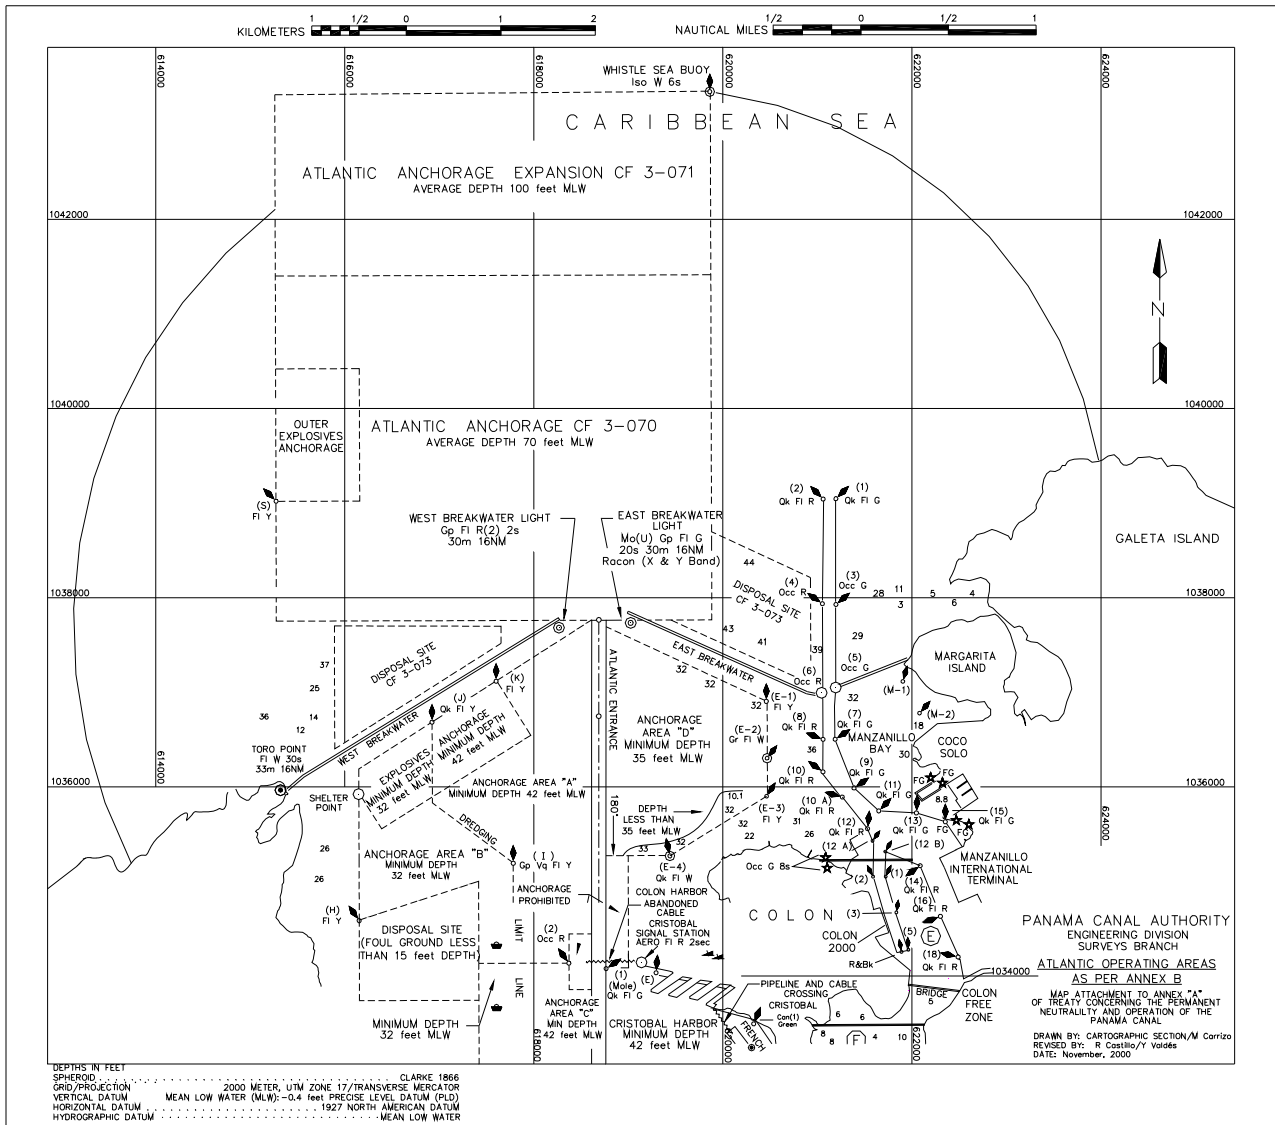 KILOMETERS 1 1/2 0 1 2
NAUTICAL MILES 1/2 0 1/2 1
614000
616000
618000
620000
622000
624000
WHISTLE SEA BUOY
Iso W 6s
CARIBBEAN SEA
ATLANTIC ANCHORAGE EXPANSION CF 3-071
AVERAGE DEPTH 100 feet MLW
1042000
1042000
N
1040000
1040000
OUTER
EXPLOSIVES
ANCHORAGE
ATLANTIC ANCHORAGE CF 3-070
AVERAGE DEPTH 70 feet MLW
(S)
Fl Y
WEST BREAKWATER LIGHT
Gp Fl R(2) 2s
30m 16NM
EAST BREAKWATER
LIGHT
Mo(U) Gp Fl G
20s 30m 16NM
Racon (X & Y Band)
(2)
Qk Fl R
(1)
Qk Fl G
GALETA ISLAND
44
(4)
Occ R
(3)
Occ G
28
11
3
5
6
4
1038000
1038000
DISPOSAL SITE
CF 3-073
43
41
39
29
EAST BREAKWATER
(6)
Occ R
(5)
Occ G
32
MARGARITA
ISLAND
(M-1)
(M-2)
18
37
25
36
14
12
DISPOSAL SITE
CF 3-073
(K)
Fl Y
(J)
Qk Fl Y
WEST BREAKWATER
TORO POINT
Fl W 30s
33m 16NM
EXPLOSIVES
MINIMUM DEPTH
32 feet MLW
ANCHORAGE
MINIMUM DEPTH
42 feet MLW
ATLANTIC ENTRANCE
32
32
ANCHORAGE
AREA "D"
MINIMUM DEPTH
35 feet MLW
(E-1)
32 Fl Y
(E-2)
Gr Fl W
(8)
Qk Fl R
36
(7)
Qk Fl G
MANZANILLO
BAY
30
COCO
SOLO
614000
1036000
1036000
SHELTER
POINT
ANCHORAGE AREA "A"
MINIMUM DEPTH 42 feet MLW
180°
DEPTH
LESS THAN
35 feet MLW
10.1
32
32
22
33
32
(10)
Qk Fl R
(E-3)
Fl Y
31
26
(10 A)
Qk Fl R
(9)
Qk Fl G
(11)
Qk Fl G
(12)
Qk Fl R
(12 A)
(13)
Qk Fl G
FG
FG
8.8
FG
FG
(15)
Qk Fl G
624000
(12 B)
DREDGING
LIMIT
LINE
26
26
ANCHORAGE AREA "B"
MINIMUM DEPTH
32 feet MLW
(I)
Gp Vq Fl Y
(E-4)
Qk Fl W
Occ G 8s
(2)
(1)
(14)
Qk Fl R
MANZANILLO
INTERNATIONAL
TERMINAL
ANCHORAGE
PROHIBITED
COLON HARBOR
ABANDONED
CABLE
CRISTOBAL
SIGNAL STATION
AERO Fl R 2sec
(H)
Fl Y
COLON
(3)
(16)
Qk Fl R
DISPOSAL SITE
(FOUL GROUND LESS
THAN 15 feet DEPTH)
(2)
Occ R
COLON
2000
(5)
R&Bk
(E)
(18)
Qk Fl R
1034000
(1)
(Mole)
Qk Fl G
(E)
PIPELINE AND CABLE
CROSSING
CRISTOBAL
Can(1)
Green
FRENCH
BRIDGE
5
COLON
FREE
ZONE
6
6
8
8
(F)
4
10
MINIMUM DEPTH
32 feet MLW
ANCHORAGE
AREA "C"
MIN DEPTH
42 feet MLW
CRISTOBAL HARBOR
MINIMUM DEPTH
42 feet MLW
618000
620000
622000
PANAMA CANAL AUTHORITY
ENGINEERING DIVISION
SURVEYS BRANCH
ATLANTIC OPERATING AREAS
AS PER ANNEX B
MAP ATTACHMENT TO ANNEX "A"
OF TREATY CONCERNING THE PERMANENT
NEUTRAILTY AND OPERATION OF THE
PANAMA CANAL
DRAWN BY: CARTOGRAPHIC SECTION/M Carrizo
REVISED BY: R Castillo/Y Valdés
DATE: November, 2000
DEPTHS IN FEET
SPHEROID CLARKE 1866
GRID/PROJECTION 2000 METER, UTM ZONE 17/TRANSVERSE MERCATOR
VERTICAL DATUM MEAN LOW WATER (MLW): -0.4 feet PRECISE LEVEL DATUM (PLD)
HORIZONTAL DATUM 1927 NORTH AMERICAN DATUM
HYDROGRAPHIC DATUM MEAN LOW WATER